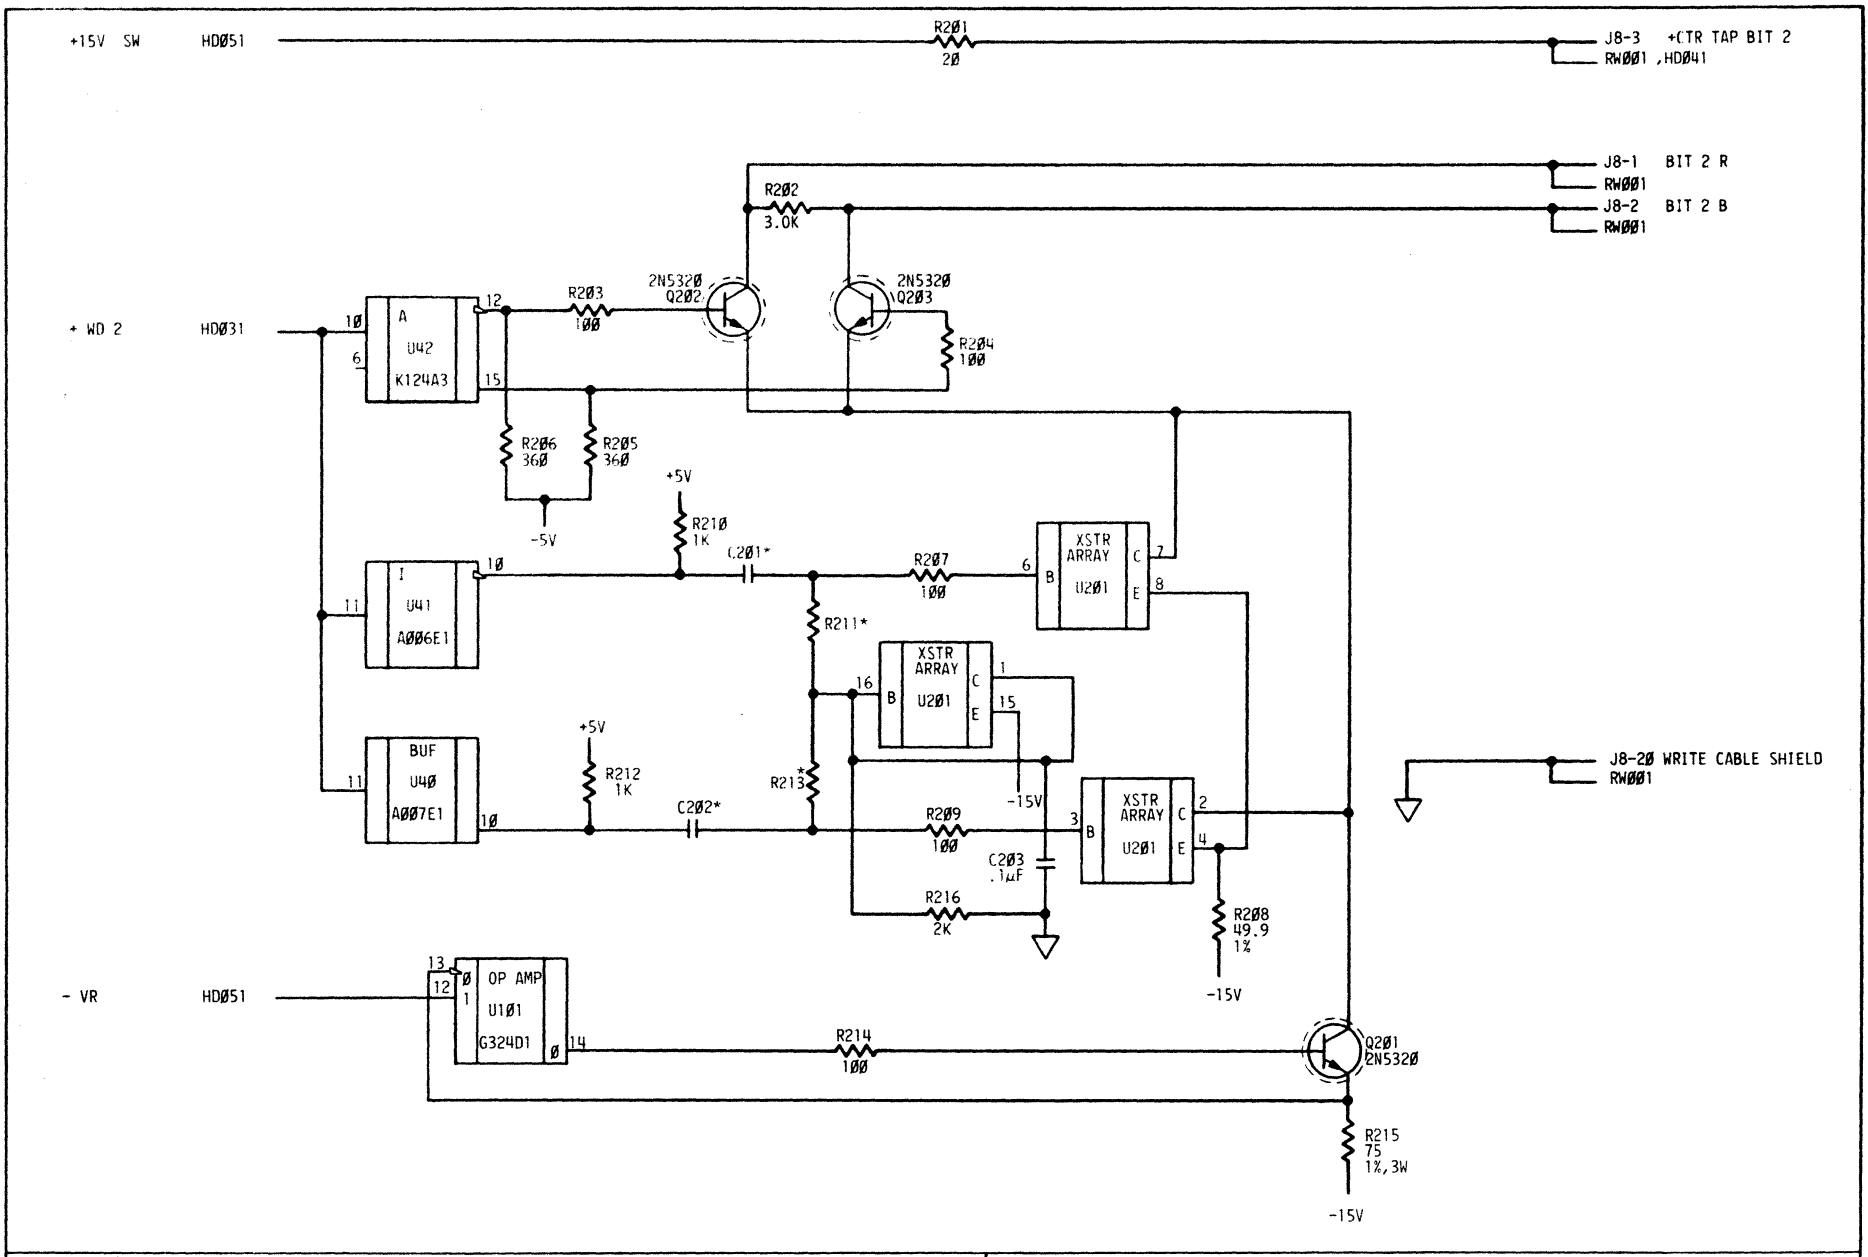 +15V SW HDØ51
R2Ø1
2Ø
J8-3 +CTR TAP BIT 2
RWØØ1 ,HDØ41
J8-1 BIT 2 R
RWØØ1
J8-2 BIT 2 B
RWØØ1
R2Ø2
3.0K
2N532Ø
Q2Ø2
2N532Ø
Q2Ø3
R2Ø3
1ØØ
R2Ø4
1ØØ
+ WD 2 HDØ31
1Ø
6
A
U42
K124A3
12
15
R2Ø6
36Ø
R2Ø5
36Ø
-5V
+5V
R21Ø
1K
C2Ø1*
11
I
U41
AØØ6E1
1Ø
R2Ø7
1ØØ
6
B
XSTR
ARRAY
U2Ø1
C
E
7
8
R211*
16
B
XSTR
ARRAY
U2Ø1
C
E
1
15
-15V
11
BUF
U4Ø
AØØ7E1
1Ø
+5V
R212
1K
C2Ø2*
*
R213
R2Ø9
1ØØ
3
B
XSTR
ARRAY
U2Ø1
C
E
2
4
C2Ø3
.1µF
R216
2K
R2Ø8
49.9
1%
-15V
J8-2Ø WRITE CABLE SHIELD
RWØØ1
- VR HDØ51
13
12
Ø
1
OP AMP
U1Ø1
G324D1
Ø
14
R214
1ØØ
Q2Ø1
2N532Ø
R215
75
1%,3W
-15V